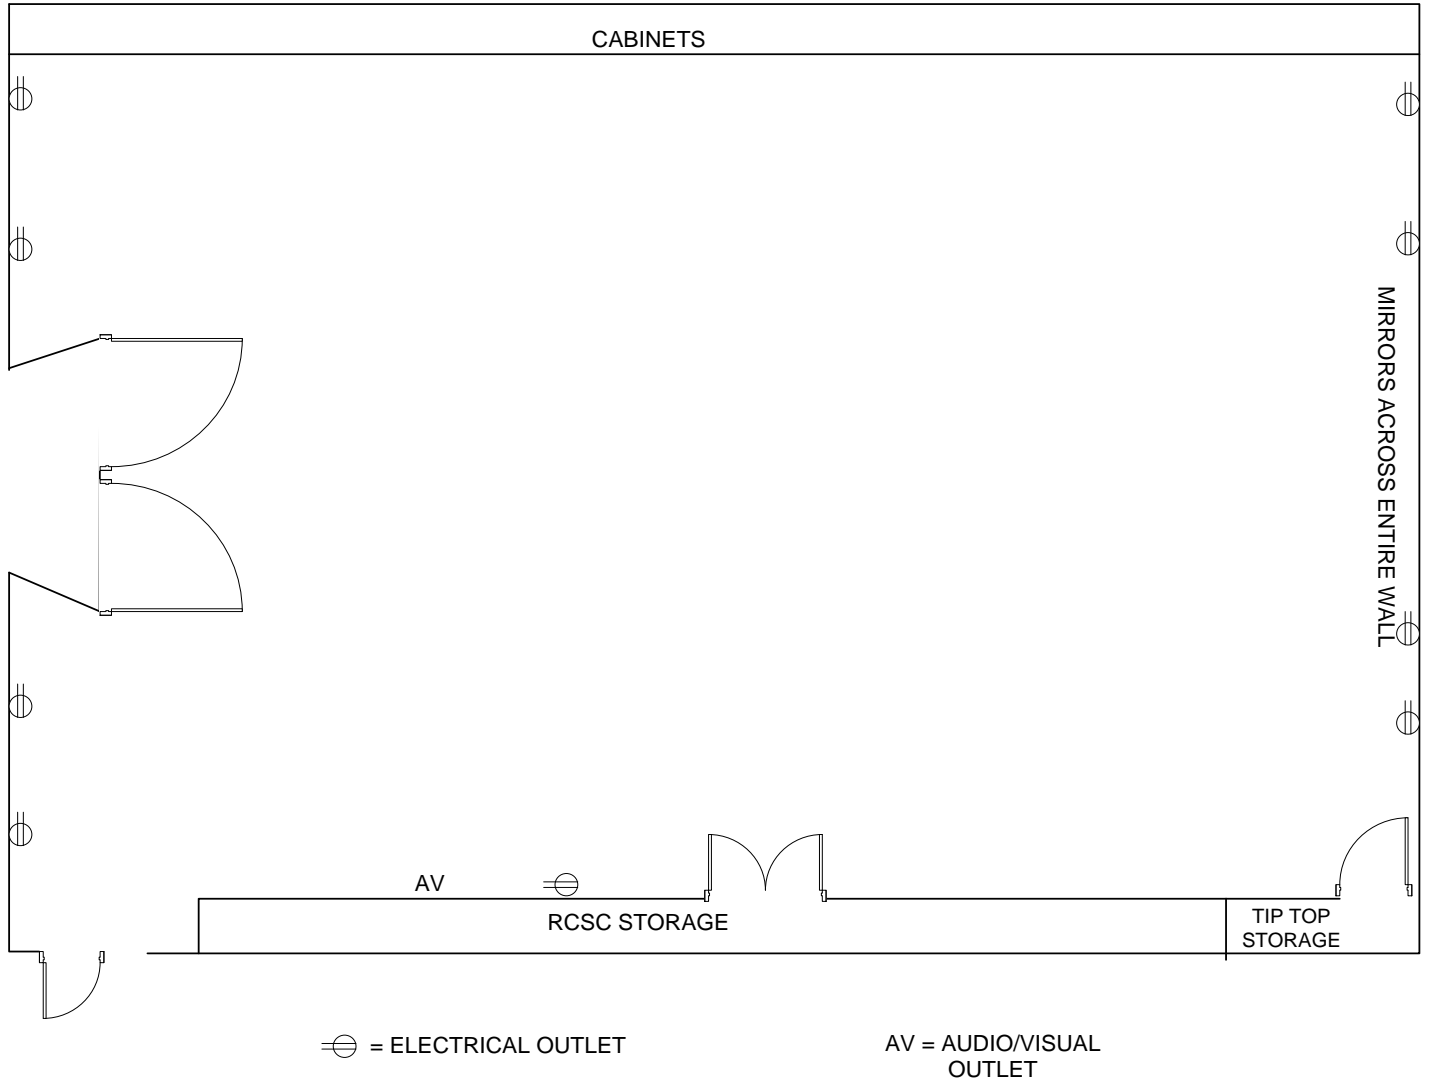 CABINETS
MIRRORS ACROSS ENTIRE WALL
AV
RCSC STORAGE
TIP TOP
STORAGE
= ELECTRICAL OUTLET
AV = AUDIO/VISUAL
OUTLET